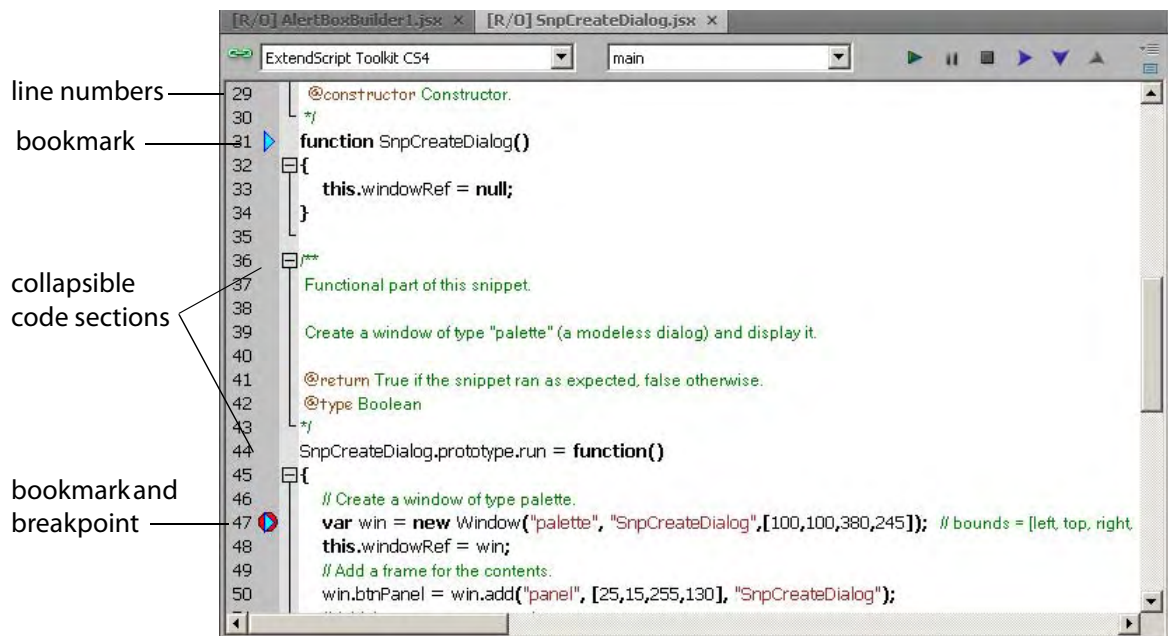 [R/O] AlertBoxBuilder1.jsx × [R/O] SnpCreateDialog.jsx ×
ExtendScript Toolkit CS4 main
line numbers
29 @constructor Constructor.
30 */
bookmark
31 function SnpCreateDialog()
32 {
33 this.windowRef = null;
34 }
35
36 /**
collapsible
code sections
37 Functional part of this snippet.
38
39 Create a window of type "palette" (a modeless dialog) and display it.
40
41 @return True if the snippet ran as expected, false otherwise.
42 @type Boolean
43 */
44 SnpCreateDialog.prototype.run = function()
45 {
bookmark and
breakpoint
46 // Create a window of type palette.
47 var win = new Window("palette", "SnpCreateDialog",[100,100,380,245]); // bounds = [left, top, right,
48 this.windowRef = win;
49 // Add a frame for the contents.
50 win.btnPanel = win.add("panel", [25,15,255,130], "SnpCreateDialog");